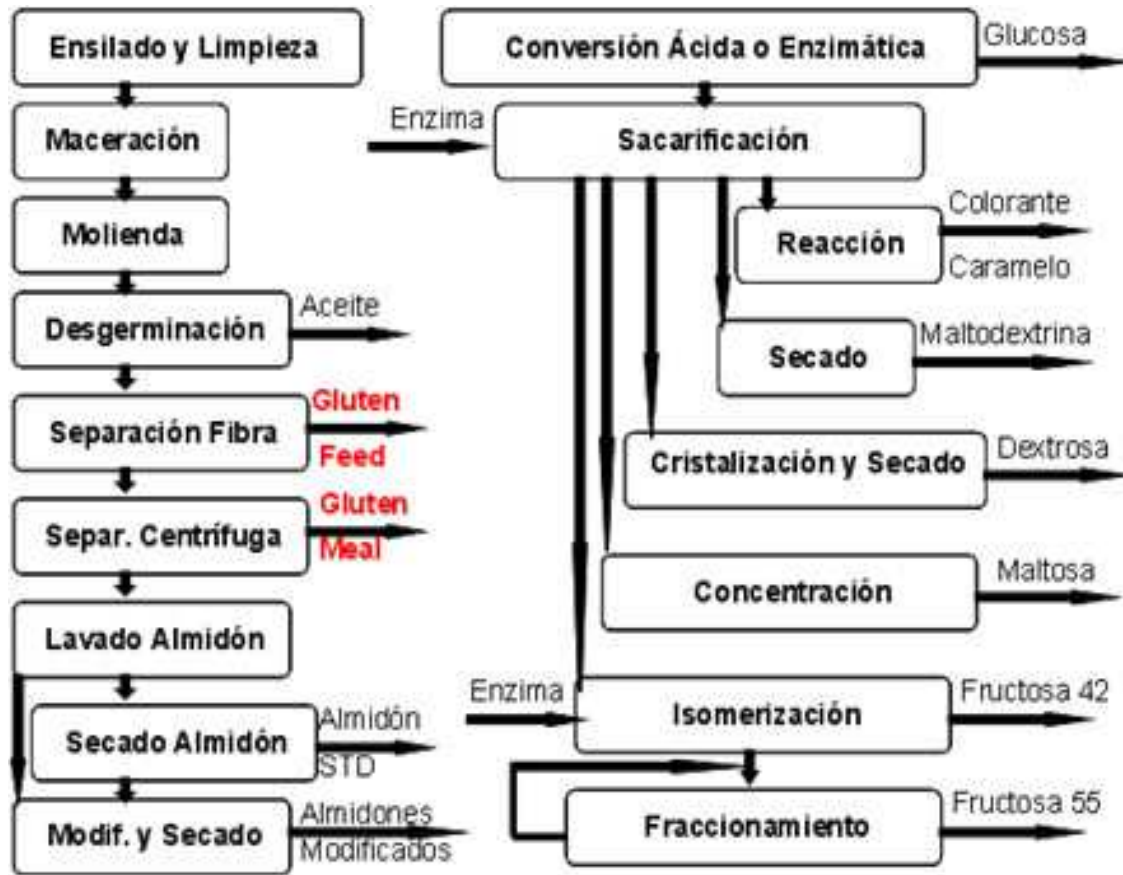 Ensilado y Limpieza
Maceración
Molienda
Desgerminación
Aceite
Separación Fibra
Gluten
Feed
Separ. Centrífuga
Gluten
Meal
Lavado Almidón
Secado Almidón
Almidón
STD
Modif. y Secado
Almidones
Modificados
Conversión Ácida o Enzimática
Glucosa
Enzima
Sacarificación
Reacción
Colorante
Caramelo
Secado
Maltodextrina
Cristalización y Secado
Dextrosa
Concentración
Maltosa
Enzima
Isomerización
Fructosa 42
Fraccionamiento
Fructosa 55